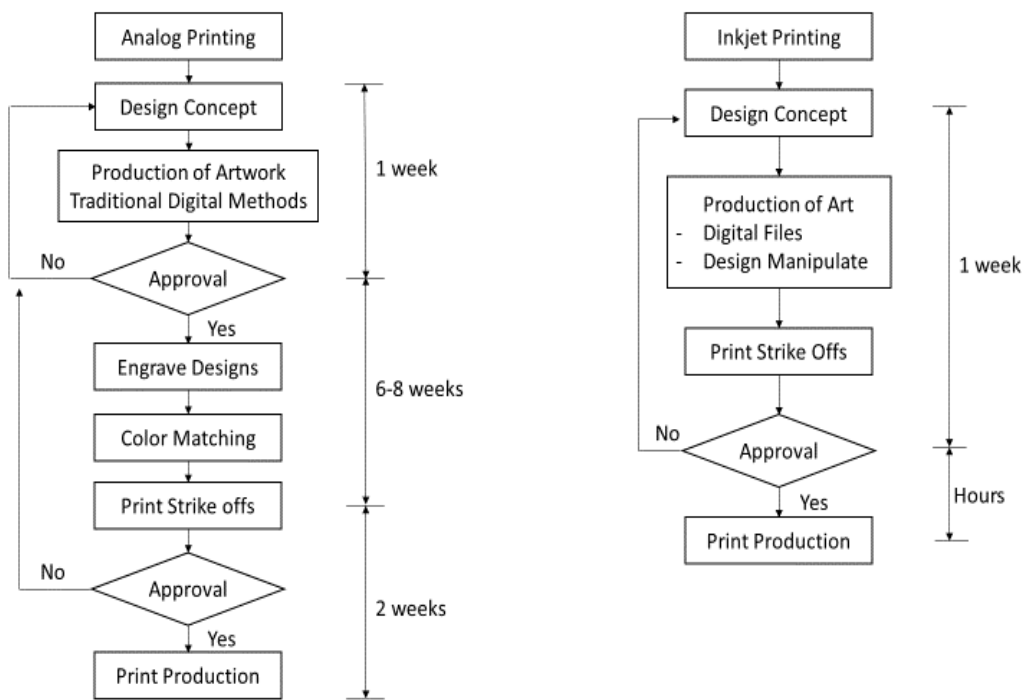 Analog Printing
Design Concept
Production of Artwork
Traditional Digital Methods
1 week
No
Approval
Yes
Engrave Designs
6-8 weeks
Color Matching
Print Strike offs
No
Approval
2 weeks
Yes
Print Production
Inkjet Printing
Design Concept
Production of Art
- Digital Files
- Design Manipulate
1 week
Print Strike Offs
No
Approval
Yes
Hours
Print Production